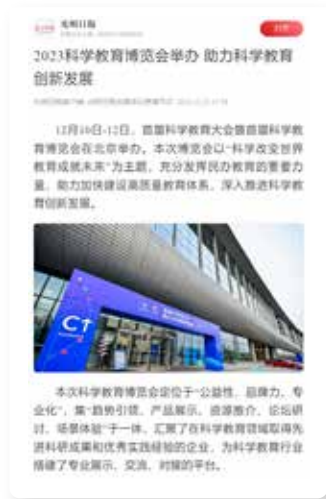 光明日报
打开
2023科学教育博览会举办 助力科学教育
创新发展
12月10日-12日，首届科学教育大会暨首届科学教
育博览会在北京举办。本次博览会以“科学改变世界
教育成就未来”为主题，充分发挥民办教育的重要力
量，助力加快建设高质量教育体系，深入推进科学教
育创新发展。
CT
本次科学教育博览会定位于“公益性、品牌力、专
业化”，集“趋势引领、产品展示、资源推介、论坛研
讨、场景体验”于一体，汇聚了在科学教育领域取得先
进科研成果和优秀实践经验的企业，为科学教育行业
搭建了专业展示、交流、对接的平台。